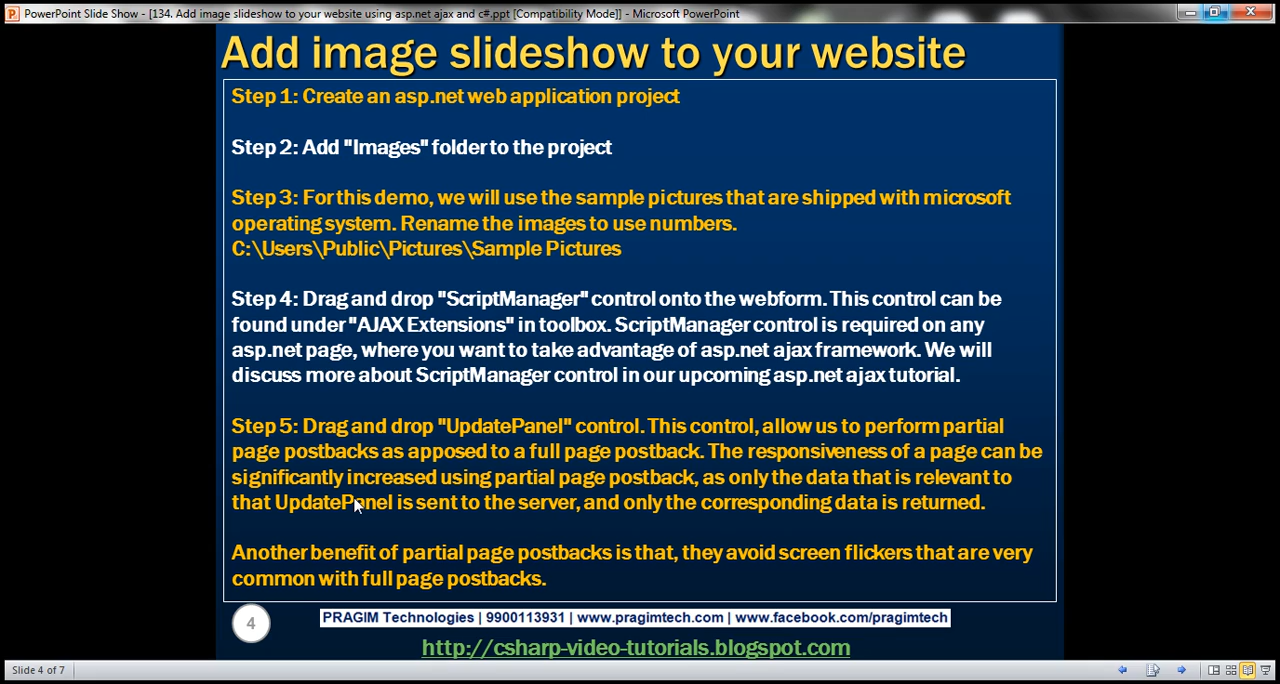 PowerPoint Slide Show - [134. Add image slideshow to your website using asp.net ajax and c#.ppt [Compatibility Mode]] - Microsoft PowerPoint
Add image slideshow to your website
Step 1: Create an asp.net web application project
Step 2: Add "Images" folder to the project
Step 3: For this demo, we will use the sample pictures that are shipped with microsoft
operating system. Rename the images to use numbers.
C:\Users\Public\Pictures\Sample Pictures
Step 4: Drag and drop "ScriptManager" control onto the webform. This control can be
found under "AJAX Extensions" in toolbox. ScriptManager control is required on any
asp.net page, where you want to take advantage of asp.net ajax framework. We will
discuss more about ScriptManager control in our upcoming asp.net ajax tutorial.
Step 5: Drag and drop "UpdatePanel" control. This control, allow us to perform partial
page postbacks as apposed to a full page postback. The responsiveness of a page can be
significantly increased using partial page postback, as only the data that is relevant to
that UpdatePanel is sent to the server, and only the corresponding data is returned.
Another benefit of partial page postbacks is that, they avoid screen flickers that are very
common with full page postbacks.
4
PRAGIM Technologies | 9900113931 | www.pragimtech.com | www.facebook.com/pragimtech
http://csharp-video-tutorials.blogspot.com
Slide 4 of 7